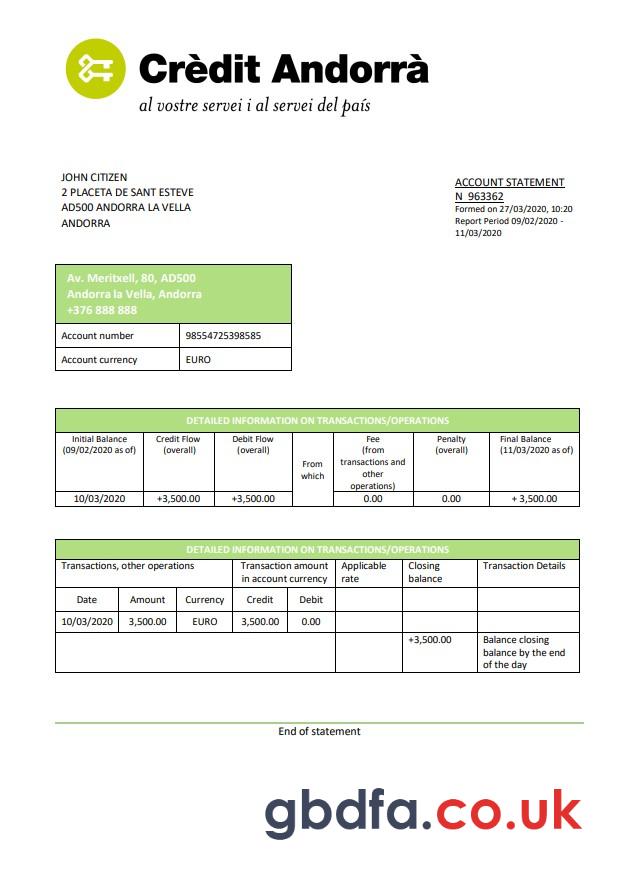 Crèdit Andorrà
al vostre servei i al servei del país
JOHN CITIZEN
2 PLACETA DE SANT ESTEVE
AD500 ANDORRA LA VELLA
ANDORRA
ACCOUNT STATEMENT
N 963362
Formed on 27/03/2020, 10:20
Report Period 09/02/2020 -
11/03/2020
Av. Meritxell, 80, AD500
Andorra la Vella, Andorra
+376 888 888
Account number 98554725398585
Account currency EURO
DETAILED INFORMATION ON TRANSACTIONS/OPERATIONS
Initial Balance
(09/02/2020 as of)
Credit Flow
(overall)
Debit Flow
(overall)
From
which
Fee
(from
transactions and
other
operations)
Penalty
(overall)
Final Balance
(11/03/2020 as of)
10/03/2020 +3,500.00 +3,500.00 0.00 0.00 + 3,500.00
DETAILED INFORMATION ON TRANSACTIONS/OPERATIONS
Transactions, other operations
Transaction amount
in account currency
Applicable
rate
Closing
balance
Transaction Details
Date Amount Currency Credit Debit
10/03/2020 3,500.00 EURO 3,500.00 0.00
+3,500.00
Balance closing
balance by the end
of the day
End of statement
gbdfa.co.uk